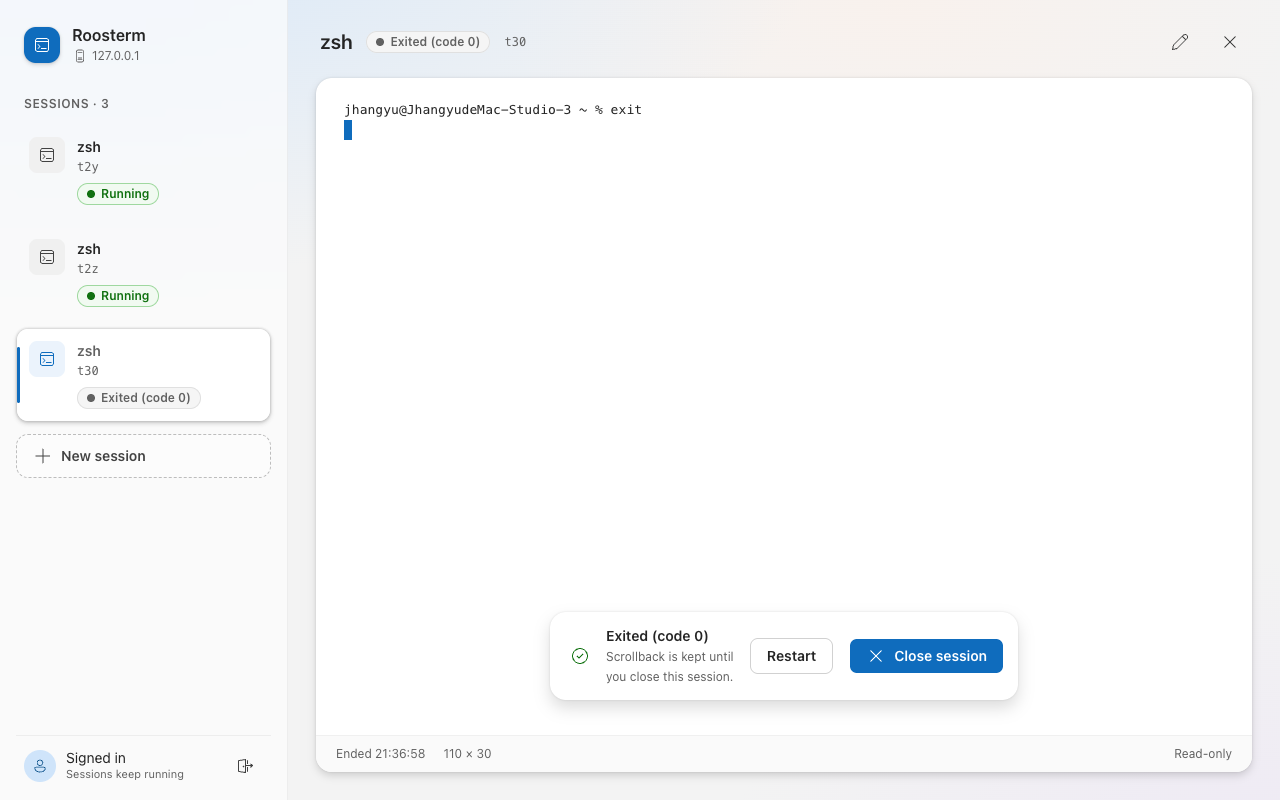 Roosterm
127.0.0.1
SESSIONS · 3
zsh
t2y
Running
zsh
t2z
Running
zsh
t30
Exited (code 0)
New session
Signed in
Sessions keep running
zsh
Exited (code 0)
t30
jhangyu@JhangyudeMac-Studio-3 ~ % exit
Exited (code 0)
Scrollback is kept until
you close this session.
Restart
Close session
Ended 21:36:58
110 × 30
Read-only